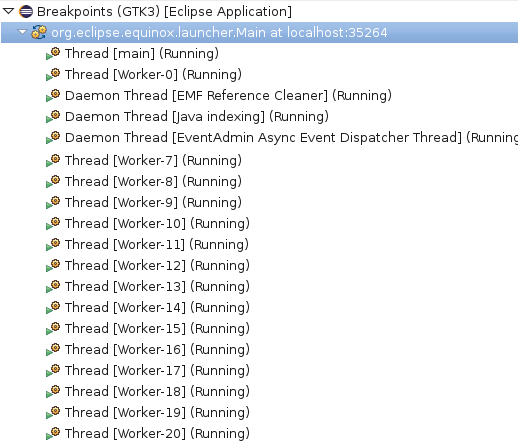 Breakpoints (GTK3) [Eclipse Application]
org.eclipse.equinox.launcher.Main at localhost:35264
Thread [main] (Running)
Thread [Worker-0] (Running)
Daemon Thread [EMF Reference Cleaner] (Running)
Daemon Thread [Java indexing] (Running)
Daemon Thread [EventAdmin Async Event Dispatcher Thread] (Running
Thread [Worker-7] (Running)
Thread [Worker-8] (Running)
Thread [Worker-9] (Running)
Thread [Worker-10] (Running)
Thread [Worker-11] (Running)
Thread [Worker-12] (Running)
Thread [Worker-13] (Running)
Thread [Worker-14] (Running)
Thread [Worker-15] (Running)
Thread [Worker-16] (Running)
Thread [Worker-17] (Running)
Thread [Worker-18] (Running)
Thread [Worker-19] (Running)
Thread [Worker-20] (Running)